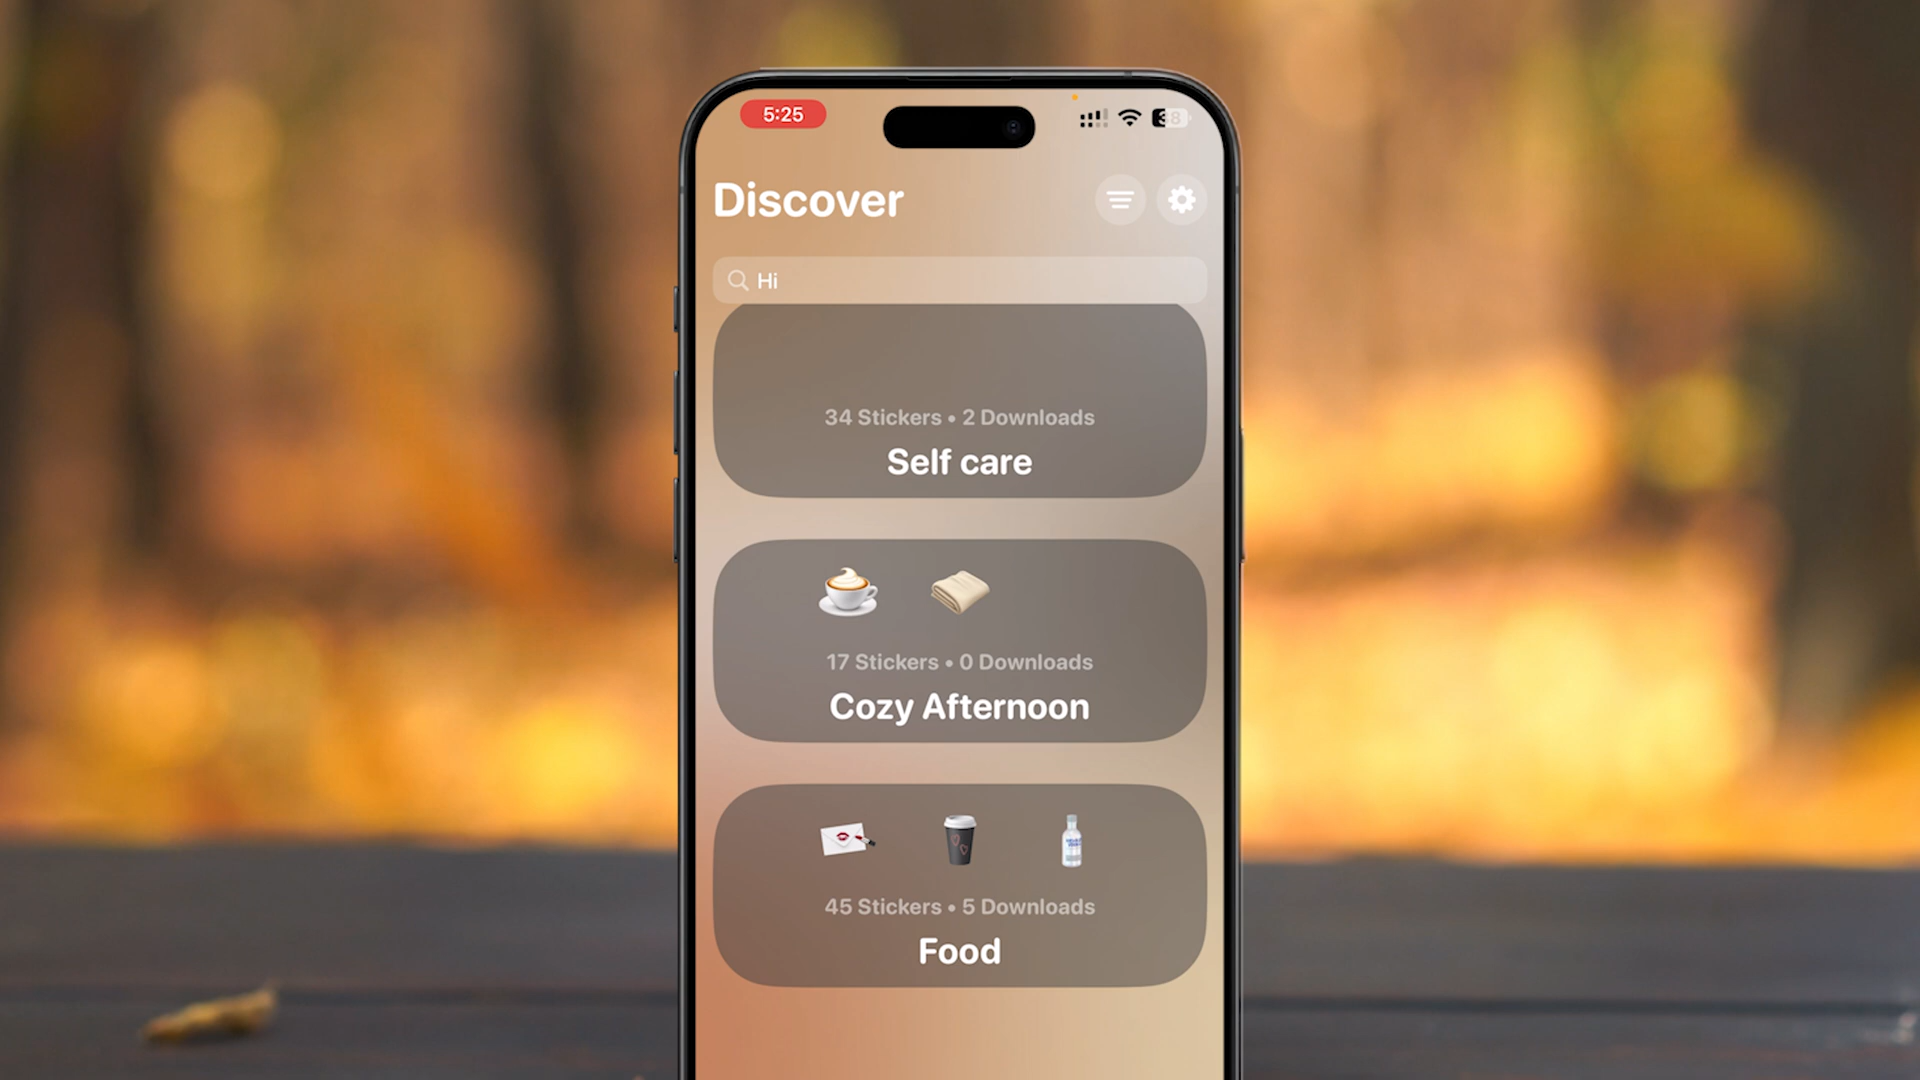 5:25
38
Discover
Hi
34 Stickers • 2 Downloads
Self care
17 Stickers • 0 Downloads
Cozy Afternoon
45 Stickers • 5 Downloads
Food